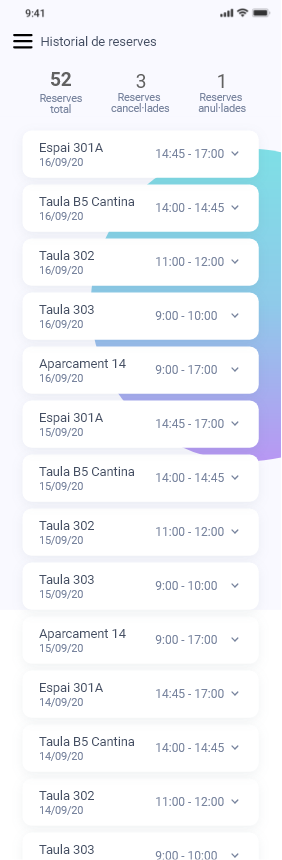 9:41
Historial de reserves
52 3 1
Reserves Reserves Reserves
total cancel·lades anul·lades
Espai 301A
16/09/20
14:45 - 17:00
Taula B5 Cantina
16/09/20
14:00 - 14:45
Taula 302
16/09/20
11:00 - 12:00
Taula 303
16/09/20
9:00 - 10:00
Aparcament 14
16/09/20
9:00 - 17:00
Espai 301A
15/09/20
14:45 - 17:00
Taula B5 Cantina
15/09/20
14:00 - 14:45
Taula 302
15/09/20
11:00 - 12:00
Taula 303
15/09/20
9:00 - 10:00
Aparcament 14
15/09/20
9:00 - 17:00
Espai 301A
14/09/20
14:45 - 17:00
Taula B5 Cantina
14/09/20
14:00 - 14:45
Taula 302
14/09/20
11:00 - 12:00
Taula 303
9:00 - 10:00